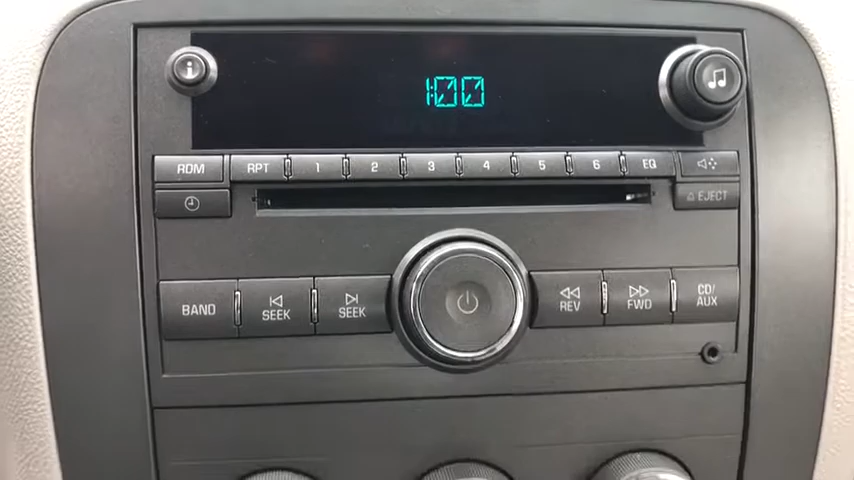 i
1:00
RDM RPT 1 2 3 4 5 6 EQ
EJECT
BAND SEEK SEEK REV FWD CD/
AUX